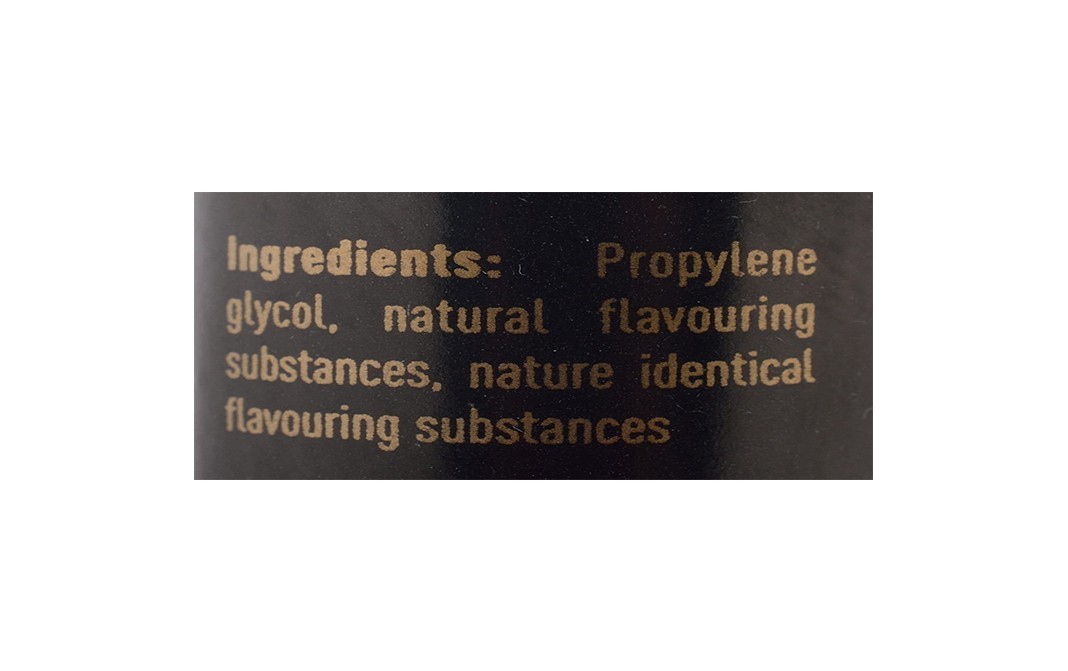 Ingredients: Propylene
glycol, natural flavouring
substances, nature identical
flavouring substances